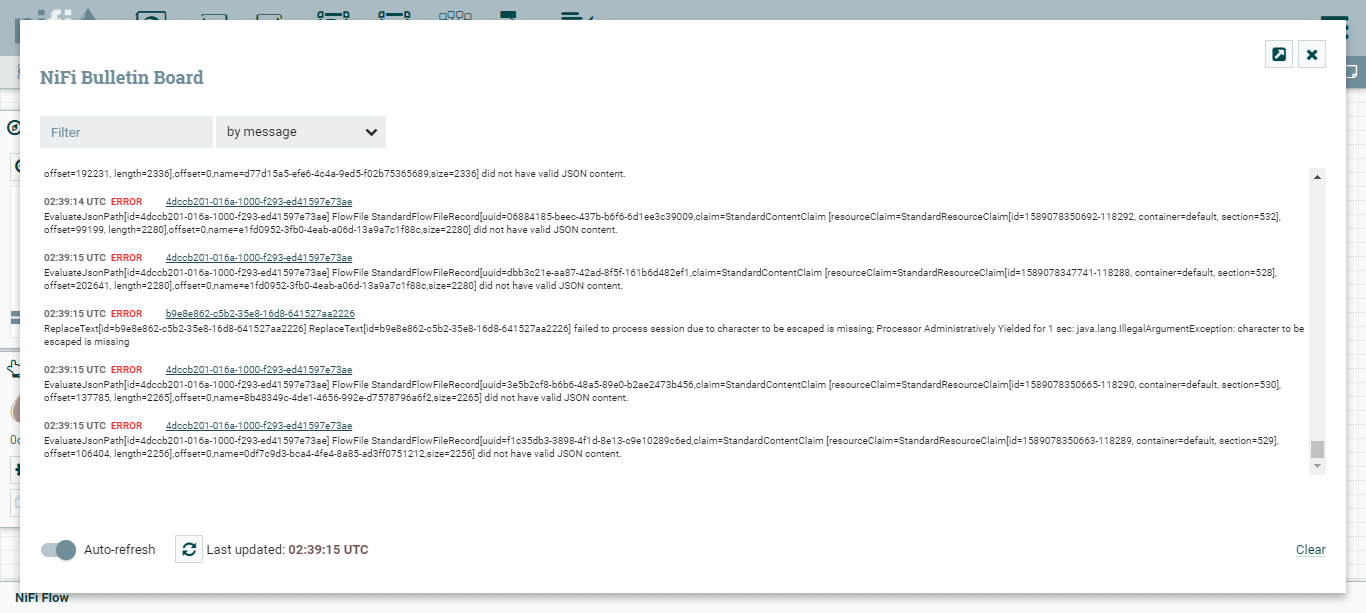 nifi
NiFi Bulletin Board
Filter
by message
offset=192231, length=2336],offset=0,name=d77d15a5-efe6-4c4a-9ed5-f02b75365689,size=2336] did not have valid JSON content.
02:39:14 UTC ERROR 4dccb201-016a-1000-f293-ed41597e73ae
EvaluateJsonPath[id=4dccb201-016a-1000-f293-ed41597e73ae] FlowFile StandardFlowFileRecord[uuid=06884185-beec-437b-b6f6-6d1ee3c39009,claim=StandardContentClaim [resourceClaim=StandardResourceClaim[id=1589078350692-118292, container=default, section=532],
offset=99199, length=2280],offset=0,name=e1fd0952-3fb0-4eab-a06d-13a9a7c1f88c,size=2280] did not have valid JSON content.
02:39:15 UTC ERROR 4dccb201-016a-1000-f293-ed41597e73ae
EvaluateJsonPath[id=4dccb201-016a-1000-f293-ed41597e73ae] FlowFile StandardFlowFileRecord[uuid=dbb3c21e-aa87-42ad-8f5f-161b6d482ef1,claim=StandardContentClaim [resourceClaim=StandardResourceClaim[id=1589078347741-118288, container=default, section=528],
offset=202641, length=2280],offset=0,name=e1fd0952-3fb0-4eab-a06d-13a9a7c1f88c,size=2280] did not have valid JSON content.
02:39:15 UTC ERROR b9e8e862-c5b2-35e8-16d8-641527aa2226
ReplaceText[id=b9e8e862-c5b2-35e8-16d8-641527aa2226] ReplaceText[id=b9e8e862-c5b2-35e8-16d8-641527aa2226] failed to process session due to character to be escaped is missing; Processor Administratively Yielded for 1 sec: java.lang.IllegalArgumentException: character to be
escaped is missing
02:39:15 UTC ERROR 4dccb201-016a-1000-f293-ed41597e73ae
EvaluateJsonPath[id=4dccb201-016a-1000-f293-ed41597e73ae] FlowFile StandardFlowFileRecord[uuid=3e5b2cf8-b6b6-48a5-89e0-b2ae2473b456,claim=StandardContentClaim [resourceClaim=StandardResourceClaim[id=1589078350665-118290, container=default, section=530],
offset=137785, length=2265],offset=0,name=8b48349c-4de1-4656-992e-d7578796a6f2,size=2265] did not have valid JSON content.
02:39:15 UTC ERROR 4dccb201-016a-1000-f293-ed41597e73ae
EvaluateJsonPath[id=4dccb201-016a-1000-f293-ed41597e73ae] FlowFile StandardFlowFileRecord[uuid=f1c35db3-3898-4f1d-8e13-c9e10289c6ed,claim=StandardContentClaim [resourceClaim=StandardResourceClaim[id=1589078350663-118289, container=default, section=529],
offset=106404, length=2256],offset=0,name=0df7c9d3-bca4-4fe4-8a85-ad3ff0751212,size=2256] did not have valid JSON content.
Auto-refresh
Last updated: 02:39:15 UTC
Clear
NiFi Flow